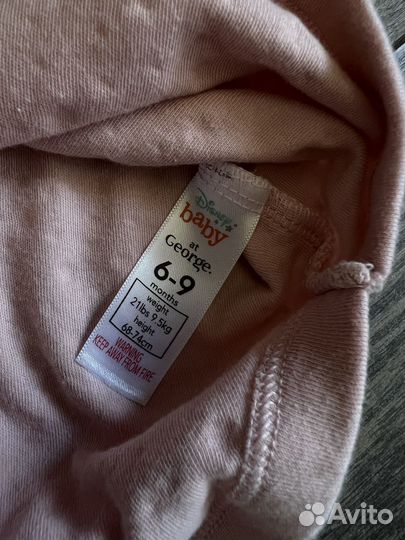 Disney
baby
at
George.
6-9
months
weight
21lbs 9.5kg
height
68-74cm
WARNING
KEEP AWAY FROM FIRE
Avito